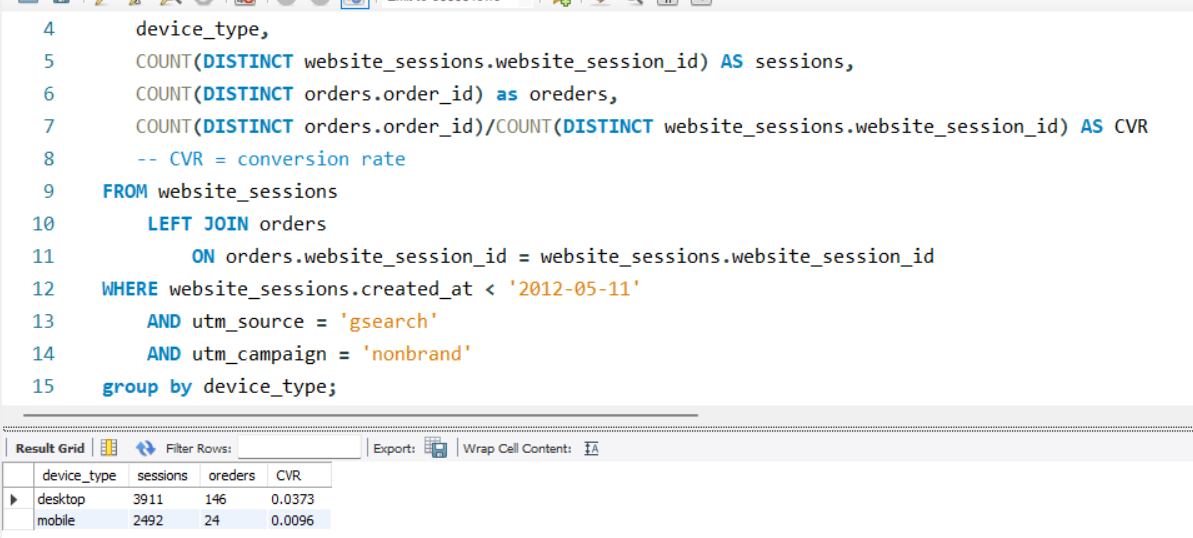 4 device_type,
5 COUNT(DISTINCT website_sessions.website_session_id) AS sessions,
6 COUNT(DISTINCT orders.order_id) as oreders,
7 COUNT(DISTINCT orders.order_id)/COUNT(DISTINCT website_sessions.website_session_id) AS CVR
8 -- CVR = conversion rate
9 FROM website_sessions
10 LEFT JOIN orders
11 ON orders.website_session_id = website_sessions.website_session_id
12 WHERE website_sessions.created_at < '2012-05-11'
13 AND utm_source = 'gsearch'
14 AND utm_campaign = 'nonbrand'
15 group by device_type;
Result Grid Filter Rows: Export: Wrap Cell Content: IA
device_type sessions oreders CVR
desktop 3911 146 0.0373
mobile 2492 24 0.0096